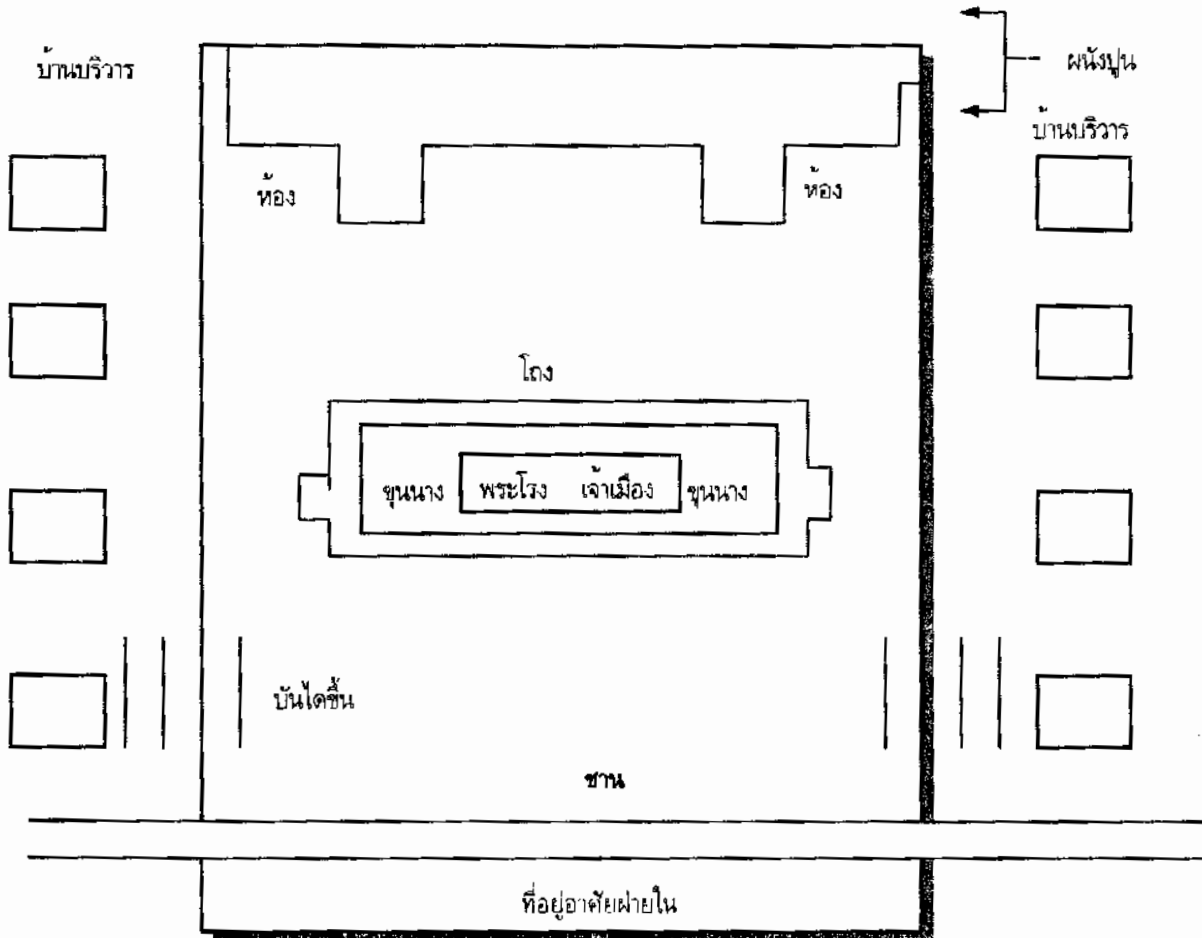 บ้านบริวาร
ผนังปูน
บ้านบริวาร
ห้อง
ห้อง
โถง
ขุนนาง พระโรง เจ้าเมือง ขุนนาง
บันไดขึ้น
ชาน
ที่อยู่อาศัยฝ่ายใน